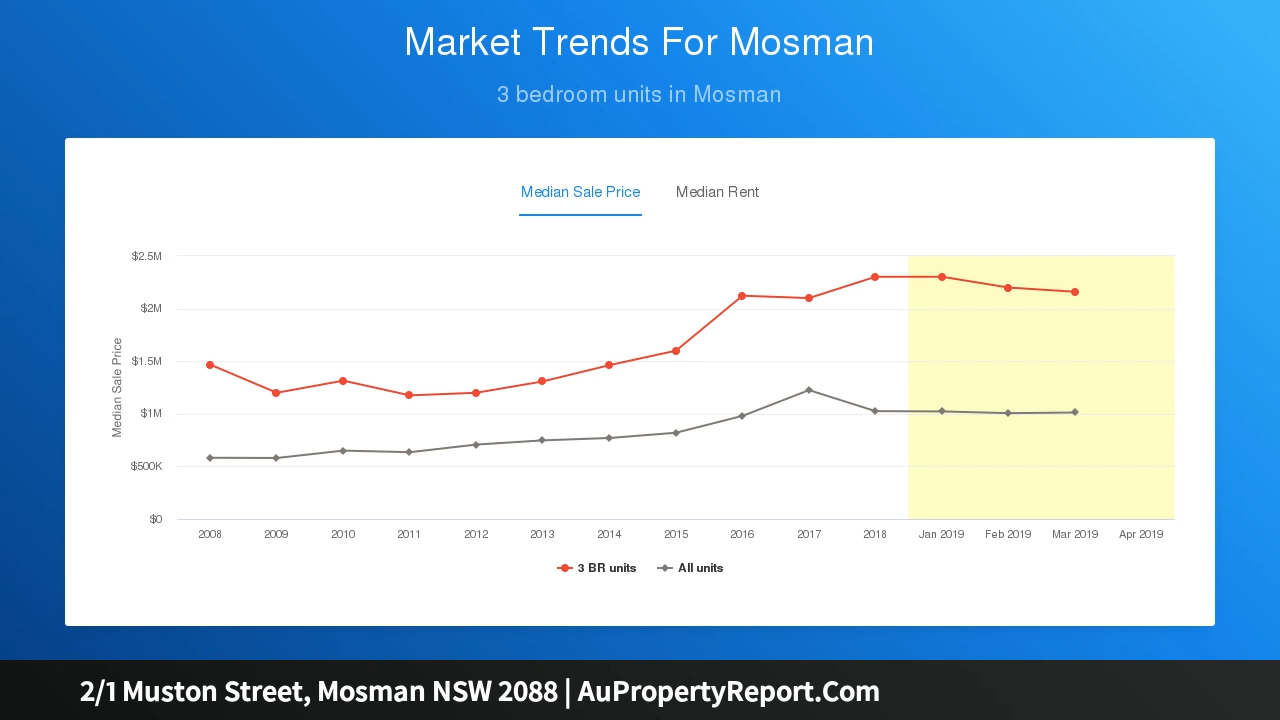 Market Trends For Mosman
3 bedroom units in Mosman
Median Sale Price Median Rent
Median Sale Price
$2.5M
$2M
$1.5M
$1M
$500K
$0
2008 2009 2010 2011 2012 2013 2014 2015 2016 2017 2018 Jan 2019 Feb 2019 Mar 2019 Apr 2019
3 BR units All units
2/1 Muston Street, Mosman NSW 2088 | AuPropertyReport.Com